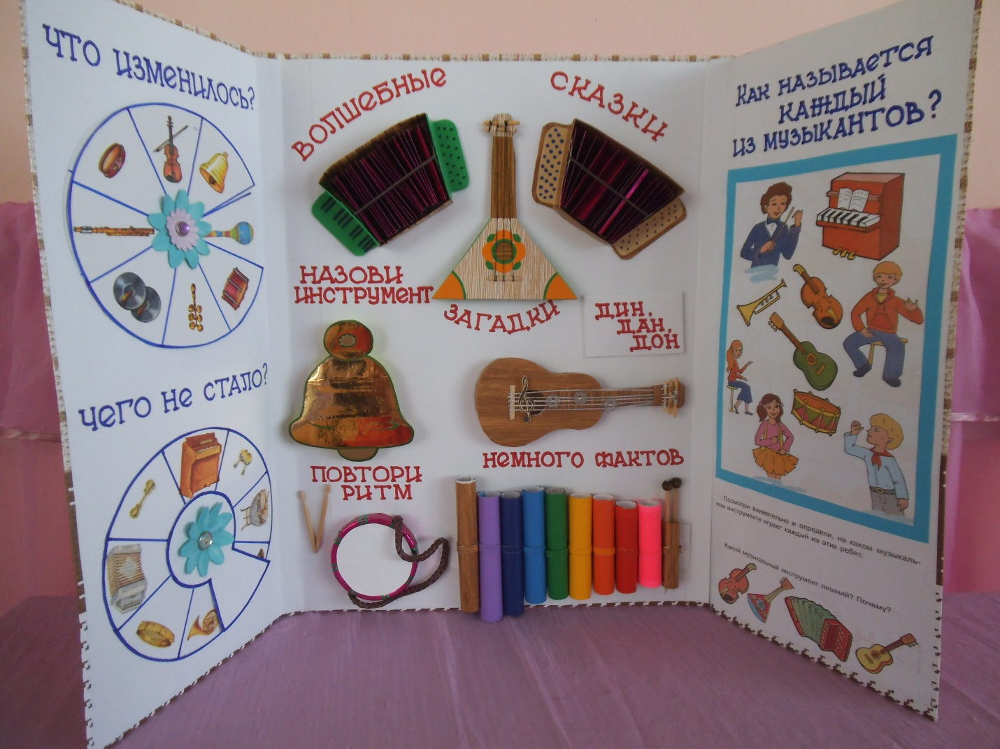 ЧТО ИЗМЕНИЛОСЬ?
ЧЕГО НЕ СТАЛО?
ВОЛШЕБНЫЕ
СКАЗКИ
НАЗОВИ
ИНСТРУМЕНТ
ЗАГАДКИ
ДИН,
ДАН,
ДОН
НЕМНОГО ФАКТОВ
ПОВТОРИ
РИТМ
КАК НАЗЫВАЕТСЯ
КАЖДЫЙ
ИЗ МУЗЫКАНТОВ?
Посмотри внимательно и определи, на каком музыкаль-
ном инструменте играет каждый из этих ребят.
Какой музыкальный инструмент лишний? Почему?